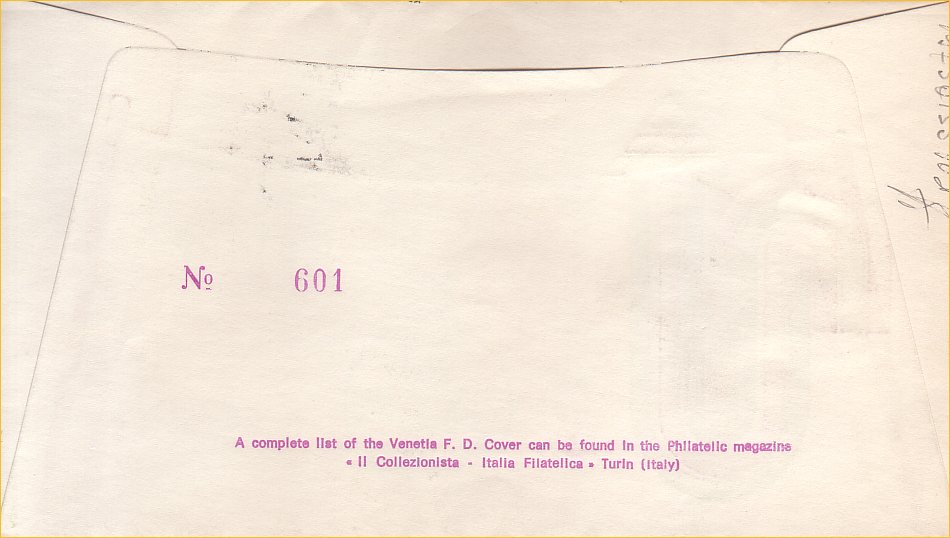 № 601
A complete list of the Venetia F. D. Cover can be found in the Philatelic magazine
« Il Collezionista - Italia Filatelica » Turin (Italy)